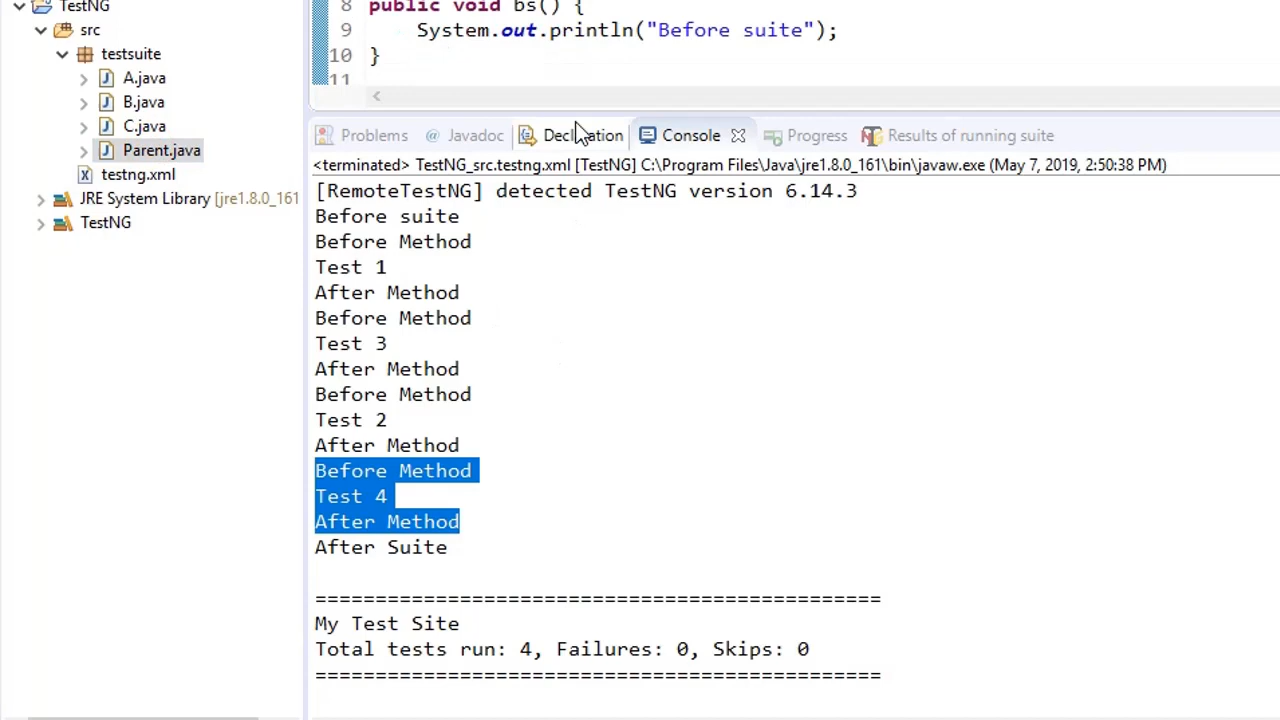 TestNG
src
testsuite
A.java
B.java
C.java
Parent.java
testng.xml
JRE System Library [jre1.8.0_161
TestNG
8 public void bs() {
9 System.out.println("Before suite");
10 }
11
Problems @ Javadoc Declaration Console Progress Results of running suite
<terminated> TestNG_src.testng.xml [TestNG] C:\Program Files\Java\jre1.8.0_161\bin\javaw.exe (May 7, 2019, 2:50:38 PM)
[RemoteTestNG] detected TestNG version 6.14.3
Before suite
Before Method
Test 1
After Method
Before Method
Test 3
After Method
Before Method
Test 2
After Method
Before Method
Test 4
After Method
After Suite
===============================================
My Test Site
Total tests run: 4, Failures: 0, Skips: 0
===============================================